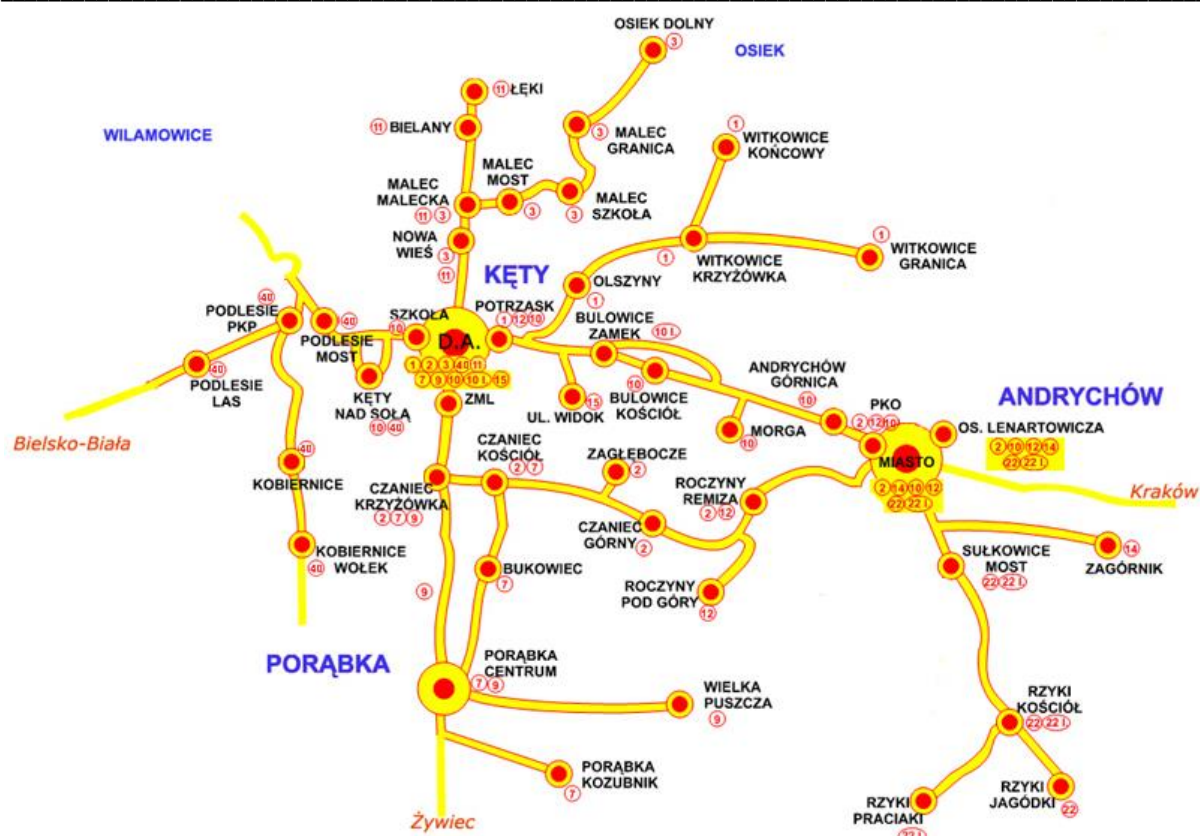 OSIEK DOLNY
3
OSIEK
11 ŁĘKI
11 BIELANY
3
MALEC
GRANICA
1
WITKOWICE
KOŃCOWY
WILAMOWICE
MALEC
MOST
3
MALEC
MALECKA
11 3
MALEC
SZKOŁA
3
NOWA
WIEŚ
3
11
1
WITKOWICE
GRANICA
1
WITKOWICE
KRZYŻÓWKA
KĘTY
OLSZYNY
1
40
PODLESIE
PKP
40
PODLESIE
MOST
SZKOŁA
10
POTRZASK
1 12 10
D.A.
1 2 3 40 11
7 9 10 10 l. 15
BULOWICE
ZAMEK
10 l.
40
PODLESIE
LAS
KĘTY
NAD SOŁĄ
10 40
ZML
UL. WIDOK
15
10
BULOWICE
KOŚCIÓŁ
ANDRYCHÓW
GÓRNICA
10
MORGA
10
PKO
2 12 10
ANDRYCHÓW
OS. LENARTOWICZA
2 10 12 14
22 22 l.
MIASTO
2 14 10 12
22 22 l.
Bielsko-Biała
Kraków
40
KOBIERNICE
CZANIEC
KOŚCIÓŁ
2 7
ZAGŁĘBOCZE
2
CZANIEC
KRZYŻÓWKA
2 7 9
ROCZYNY
REMIZA
2 12
CZANIEC
GÓRNY
2
KOBIERNICE
WOŁEK
40
9
BUKOWIEC
7
ROCZYNY
POD GÓRY
12
SUŁKOWICE
MOST
22 22 l.
14
ZAGÓRNIK
PORĄBKA
PORĄBKA
CENTRUM
7 9
WIELKA
PUSZCZA
9
RZYKI
KOŚCIÓŁ
22 22 l.
PORĄBKA
KOZUBNIK
7
RZYKI
PRACIAKI
22 l.
RZYKI
JAGÓDKI
22
Żywiec